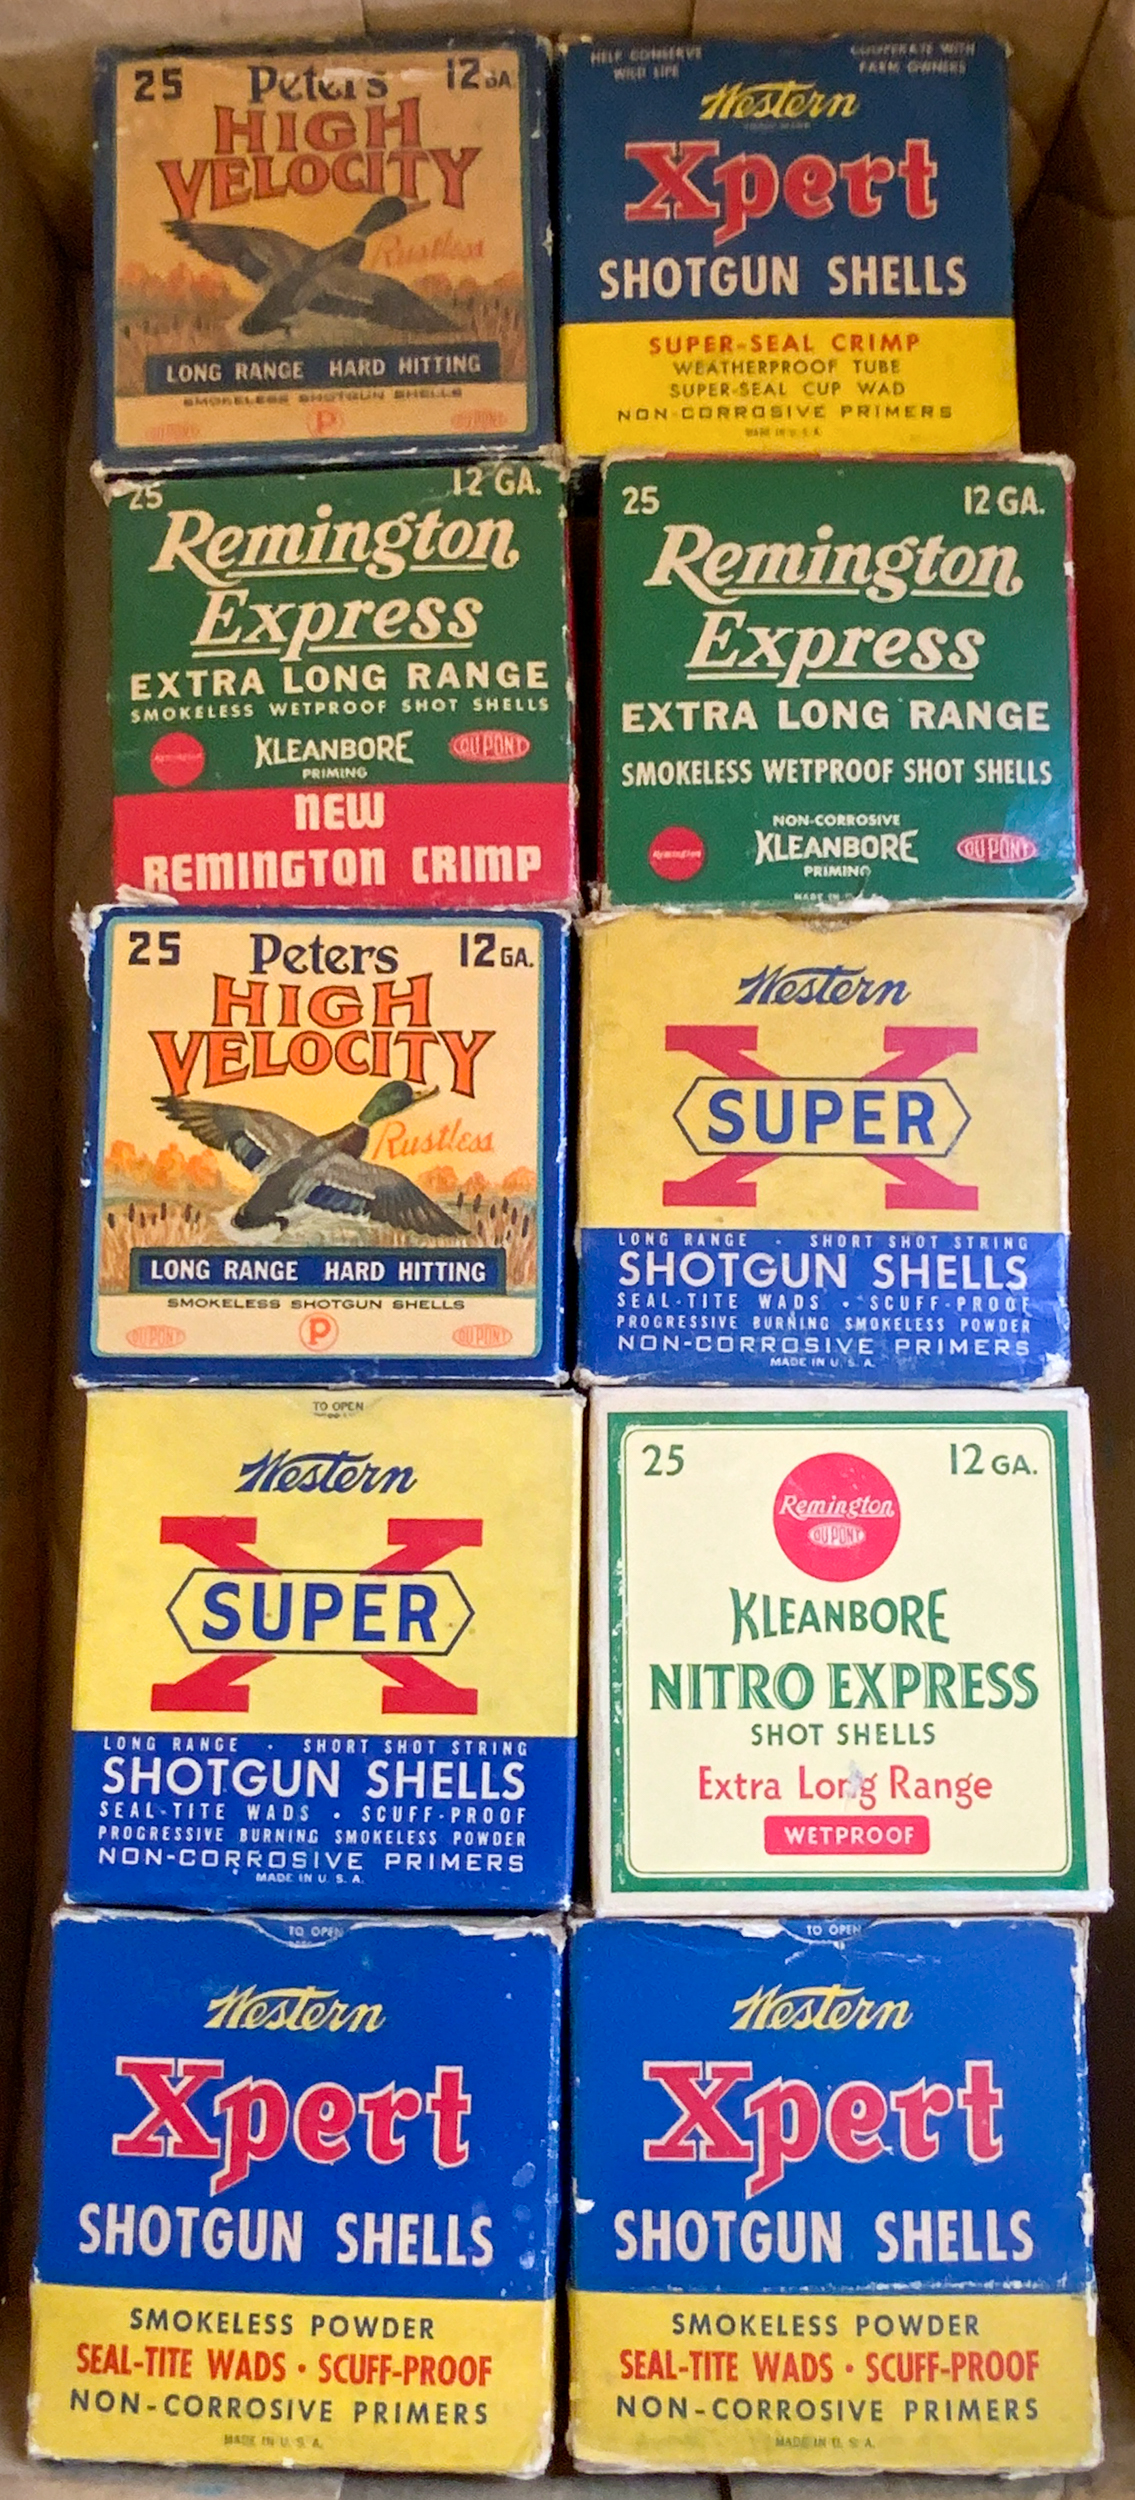 25 Peters 12 GA.
HIGH
VELOCITY
Rustless
LONG RANGE HARD HITTING
SMOKELESS SHOTGUN SHELLS
DU PONT P DU PONT
HELP CONSERVE WILD LIFE
COOPERATE WITH FARM OWNERS
Western
TRADE MARK
Xpert
SHOTGUN SHELLS
SUPER-SEAL CRIMP
WEATHERPROOF TUBE
SUPER-SEAL CUP WAD
NON-CORROSIVE PRIMERS
MADE IN U.S.A.
25 12 GA.
Remington
Express
EXTRA LONG RANGE
SMOKELESS WETPROOF SHOT SHELLS
Remington KLEANBORE DU PONT
PRIMING
NEW
REMINGTON CRIMP
25 12 GA.
Remington
Express
EXTRA LONG RANGE
SMOKELESS WETPROOF SHOT SHELLS
NON-CORROSIVE
Remington KLEANBORE DU PONT
PRIMING
MADE IN
25 Peters 12 GA.
HIGH
VELOCITY
Rustless
LONG RANGE HARD HITTING
SMOKELESS SHOTGUN SHELLS
DU PONT P DU PONT
Western
X
SUPER
LONG RANGE · SHORT SHOT STRING
SHOTGUN SHELLS
SEAL-TITE WADS · SCUFF-PROOF
PROGRESSIVE BURNING SMOKELESS POWDER
NON-CORROSIVE PRIMERS
MADE IN U. S. A.
TO OPEN
Western
X
SUPER
LONG RANGE · SHORT SHOT STRING
SHOTGUN SHELLS
SEAL-TITE WADS · SCUFF-PROOF
PROGRESSIVE BURNING SMOKELESS POWDER
NON-CORROSIVE PRIMERS
MADE IN U. S. A.
25 12 GA.
Remington
DU PONT
KLEANBORE
NITRO EXPRESS
SHOT SHELLS
Extra Long Range
WETPROOF
TO OPEN
Western
Xpert
SHOTGUN SHELLS
SMOKELESS POWDER
SEAL-TITE WADS · SCUFF-PROOF
NON-CORROSIVE PRIMERS
MADE IN U. S. A.
TO OPEN
Western
Xpert
SHOTGUN SHELLS
SMOKELESS POWDER
SEAL-TITE WADS · SCUFF-PROOF
NON-CORROSIVE PRIMERS
MADE IN U. S. A.